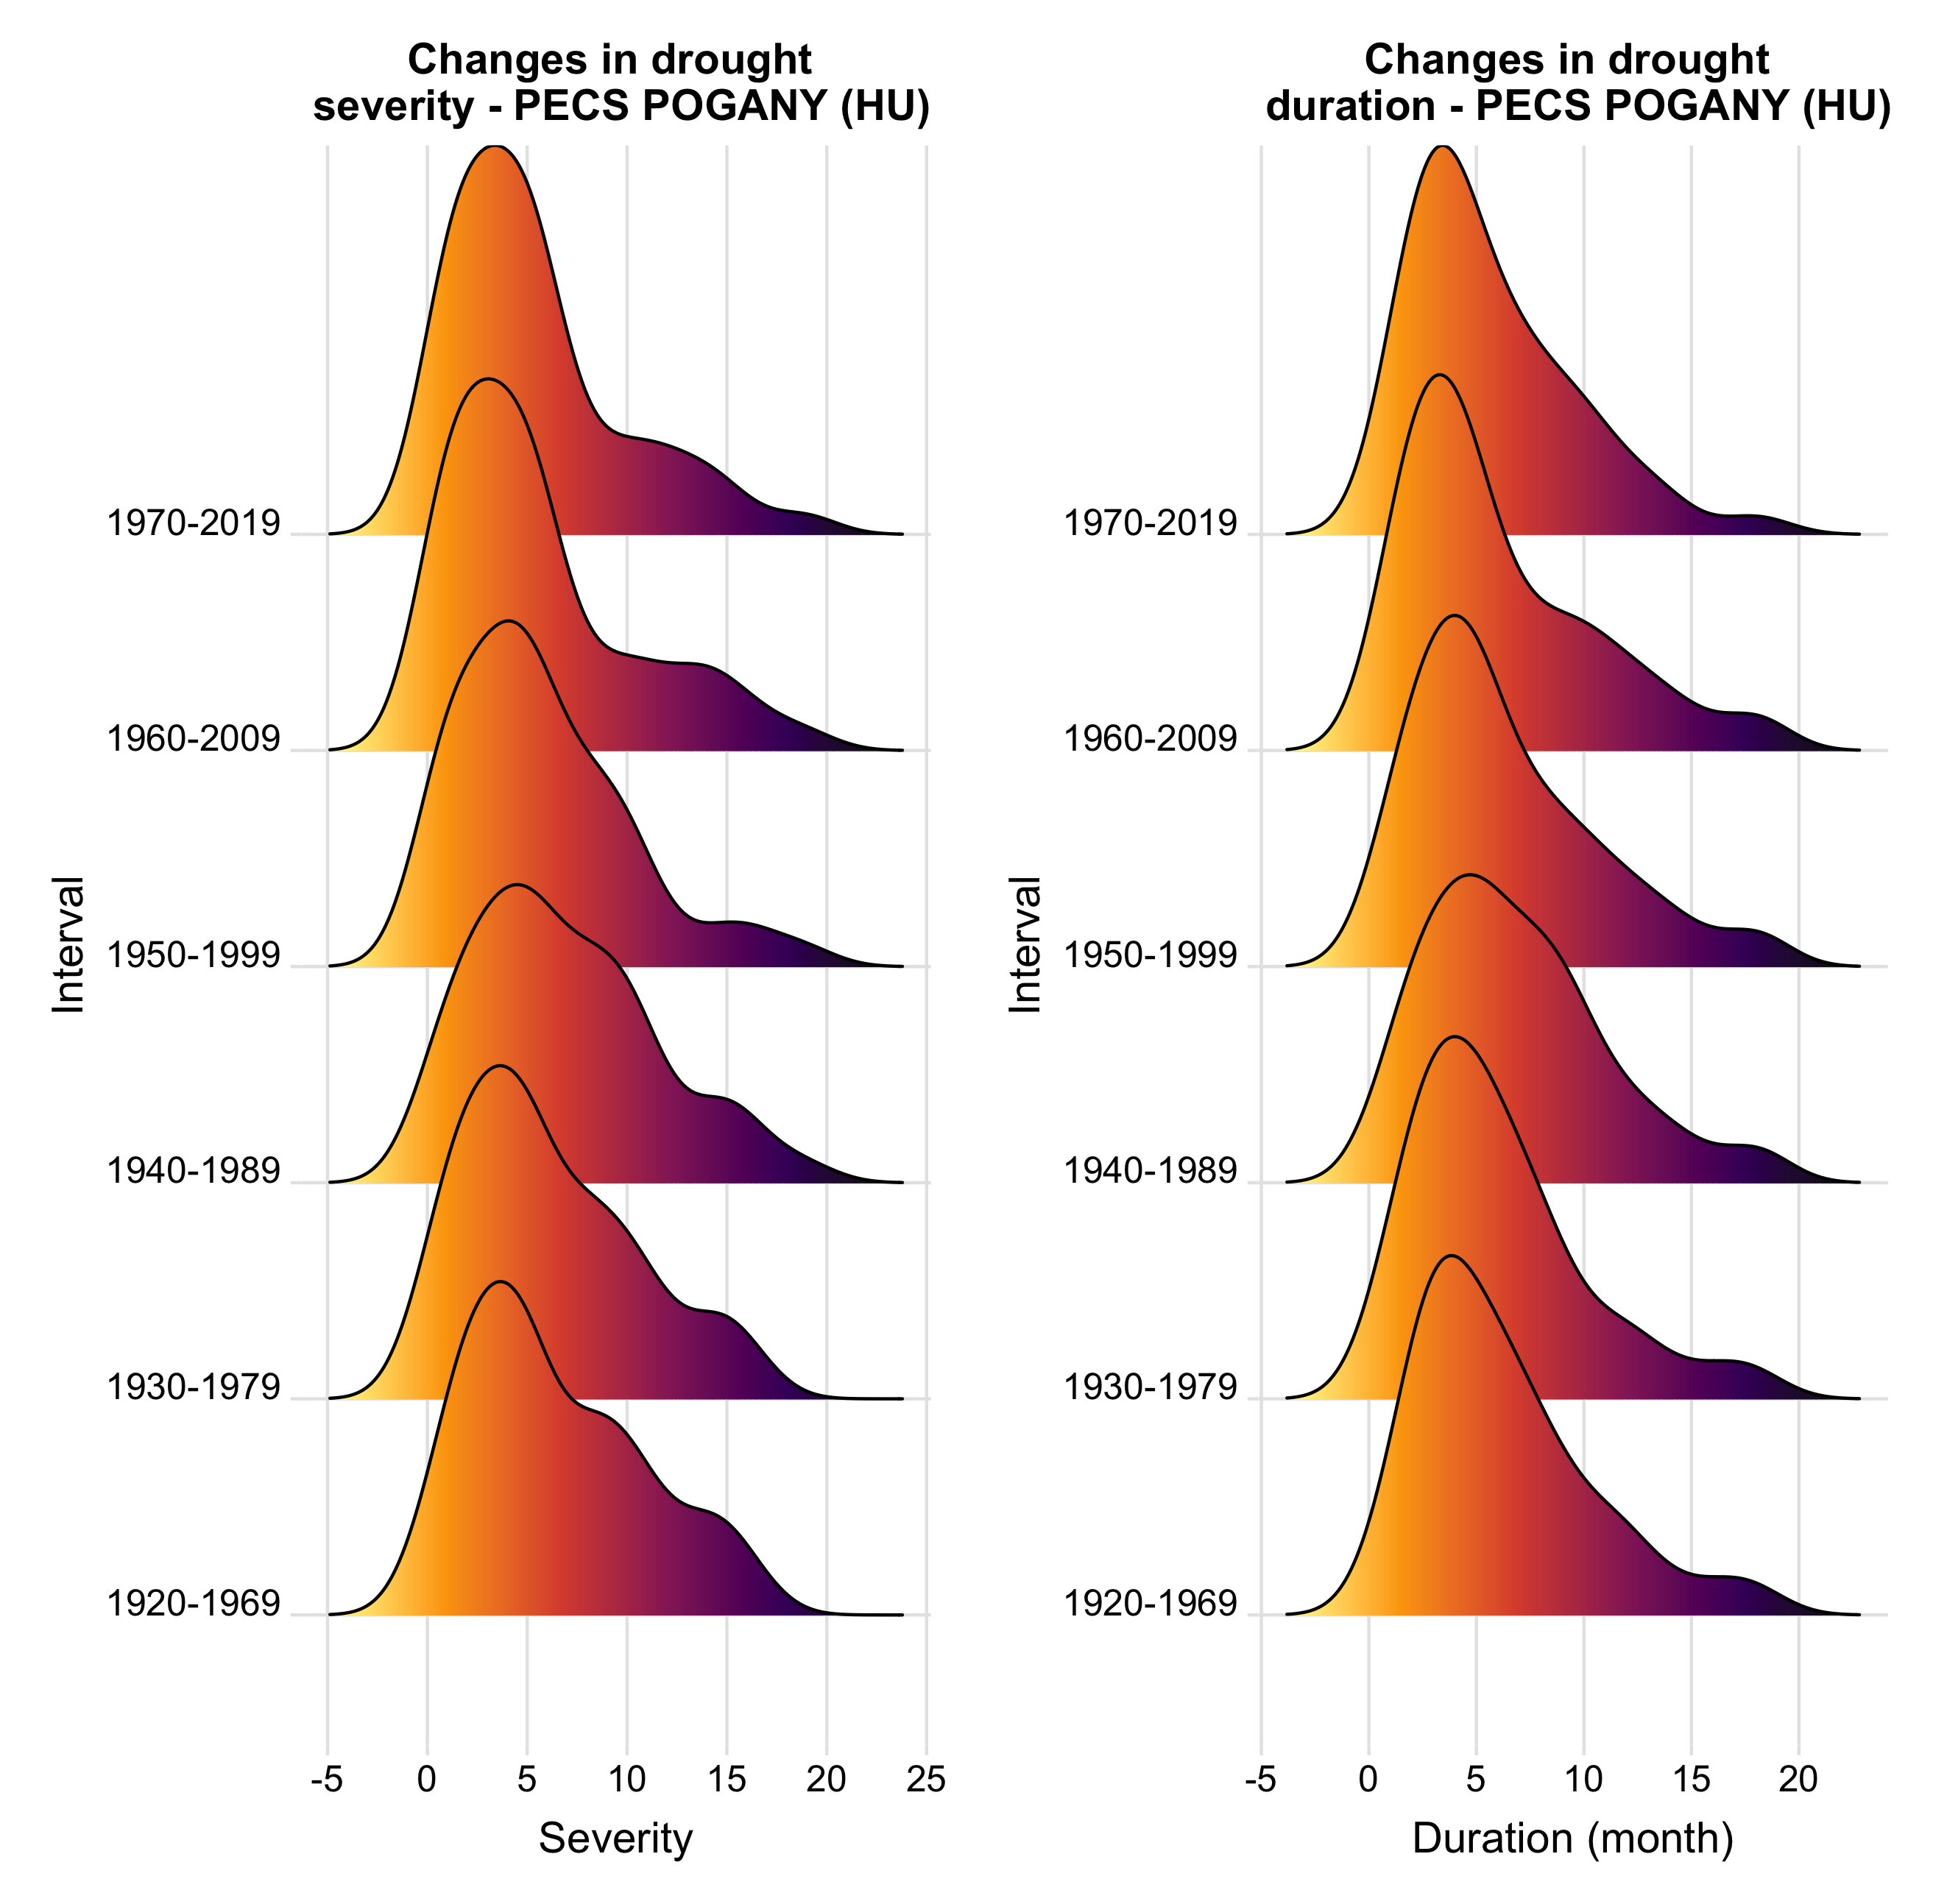 Changes in drought
severity - PECS POGANY (HU)
Interval
1970-2019
1960-2009
1950-1999
1940-1989
1930-1979
1920-1969
-5 0 5 10 15 20 25
Severity
Changes in drought
duration - PECS POGANY (HU)
Interval
1970-2019
1960-2009
1950-1999
1940-1989
1930-1979
1920-1969
-5 0 5 10 15 20
Duration (month)